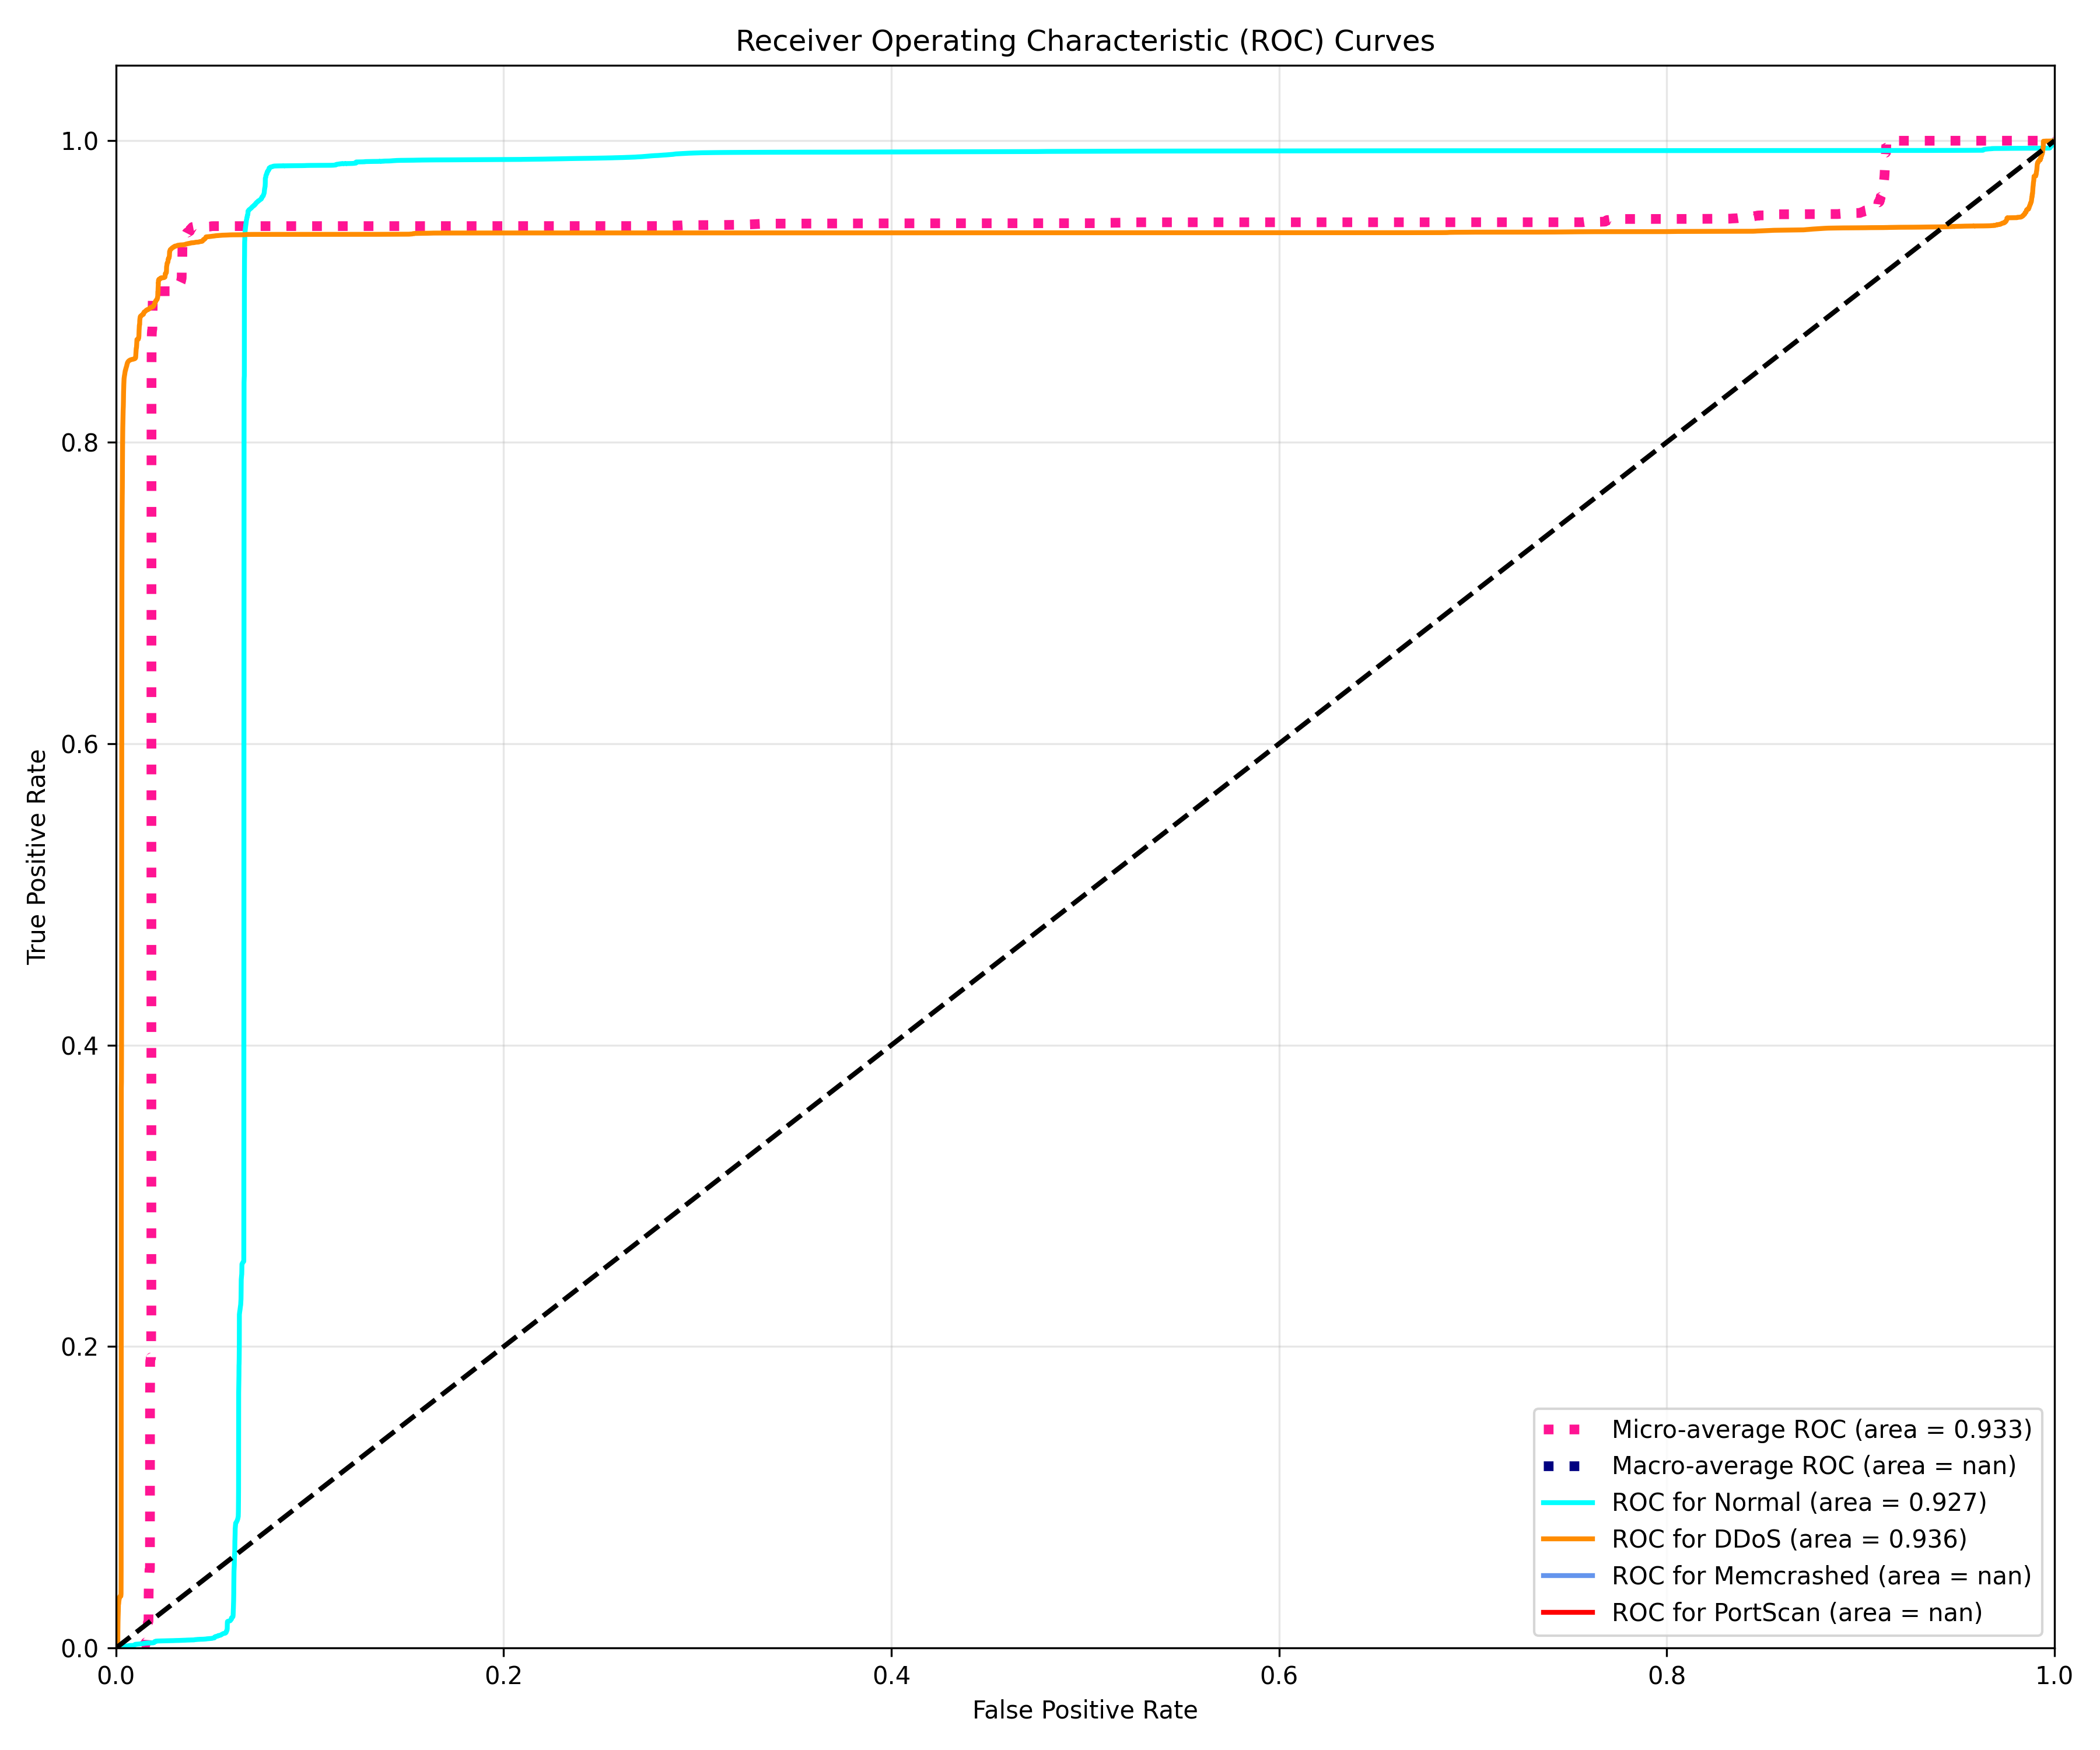 Receiver Operating Characteristic (ROC) Curves
True Positive Rate
1.0
0.8
0.6
0.4
0.2
0.0
0.0 0.2 0.4 0.6 0.8 1.0
False Positive Rate
Micro-average ROC (area = 0.933)
Macro-average ROC (area = nan)
ROC for Normal (area = 0.927)
ROC for DDoS (area = 0.936)
ROC for Memcrashed (area = nan)
ROC for PortScan (area = nan)